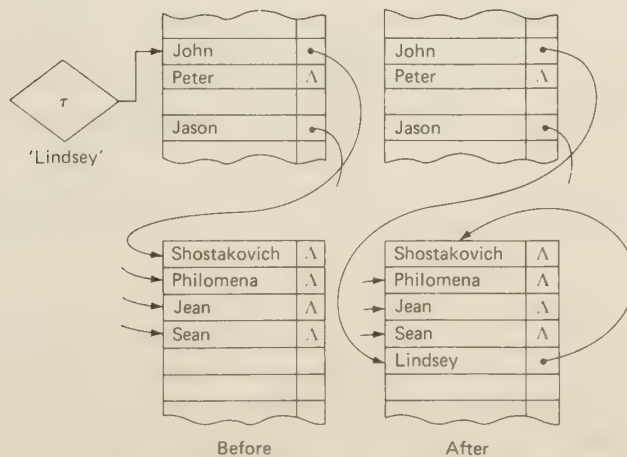 John
Peter Λ
Jason
τ
'Lindsey'
John
Peter Λ
Jason
Shostakovich Λ
Philomena Λ
Jean Λ
Sean Λ
Shostakovich Λ
Philomena Λ
Jean Λ
Sean Λ
Lindsey
Before
After